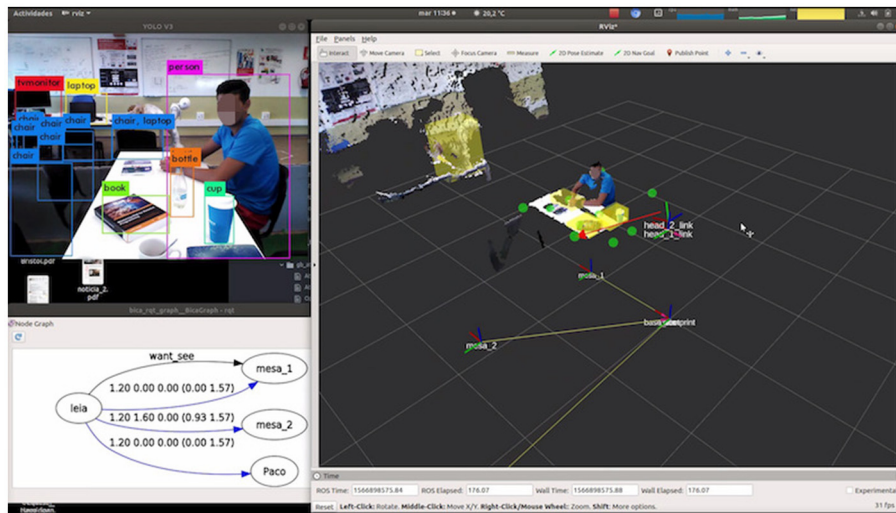 Actividades rviz
mar 11:36 20,2°C
YOLO V3
RViz*
File Panels Help
Interact Move Camera Select Focus Camera Measure 2D Pose Estimate 2D Nav Goal Publish Point
person
tvmonitor
laptop
chair chair chair chair, laptop
chair
chair
bottle
book
cup
head_2_link
head_1_link
mesa_1
mesa_2
noticia_2.
pdf
bica_rqt_graph__BicaGraph - rqt
Node Graph
want_see
mesa_1
1.20 0.00 0.00 (0.00 1.57)
leia
1.20 1.60 0.00 (0.93 1.57)
mesa_2
1.20 0.00 0.00 (0.00 1.57)
Paco
Time
ROS Time: 1566898575.84 ROS Elapsed: 176.07 Wall Time: 1566898575.88 Wall Elapsed: 176.07 Experimenta
Reset Left-Click: Rotate. Middle-Click: Move X/Y. Right-Click/Mouse Wheel: Zoom. Shift: More options. 31 fps